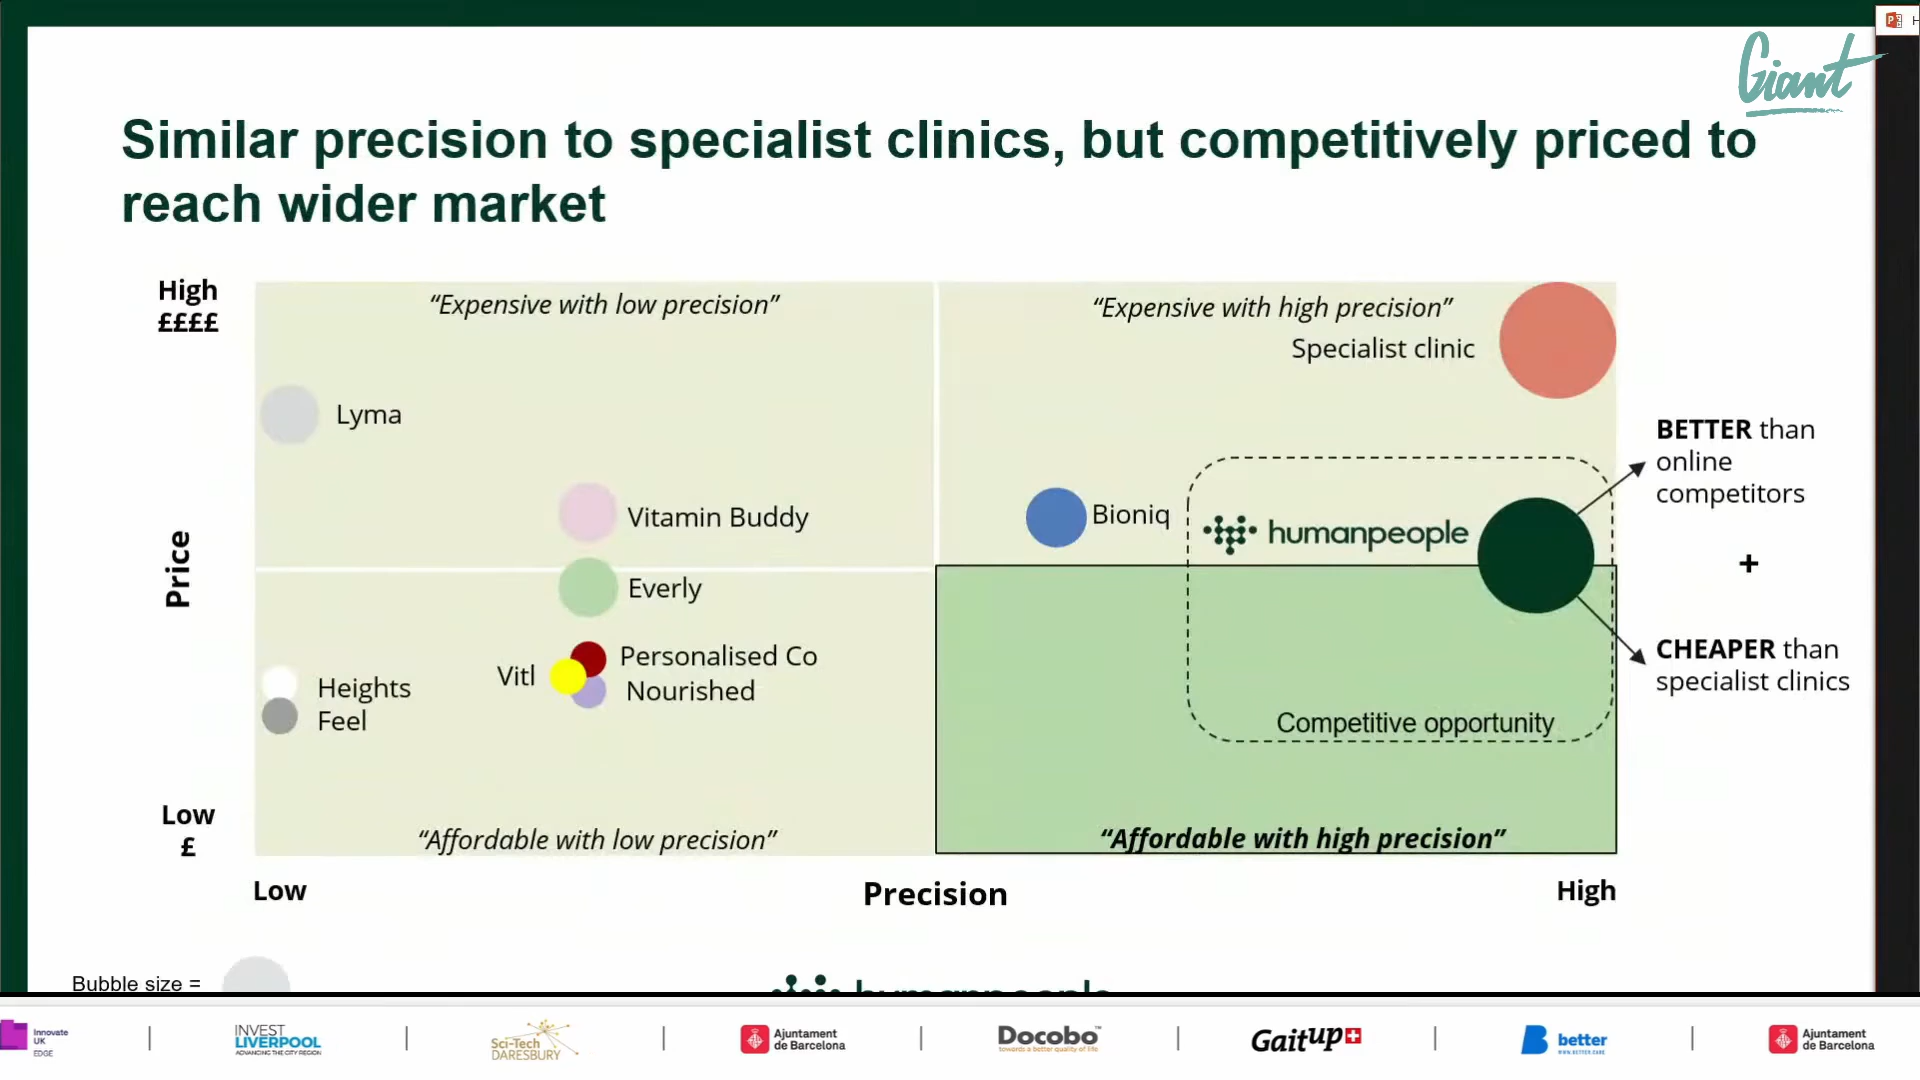 Giant
Similar precision to specialist clinics, but competitively priced to
reach wider market
High
££££
“Expensive with low precision”
“Expensive with high precision”
Specialist clinic
Lyma
BETTER than
online
competitors
Vitamin Buddy
Bioniq
humanpeople
Price
+
Everly
Personalised Co
Vitl
Nourished
Heights
Feel
CHEAPER than
specialist clinics
Competitive opportunity
Low
£
“Affordable with low precision”
“Affordable with high precision”
Low
Precision
High
Bubble size =
humanpeople
Innovate
UK
EDGE
INVEST
LIVERPOOL
ADVANCING THE CITY REGION
Sci-Tech
DARESBURY
Ajuntament
de Barcelona
Docobo™
towards a better quality of life
Gaitup
better
WWW.BETTER.CARE
Ajuntament
de Barcelona